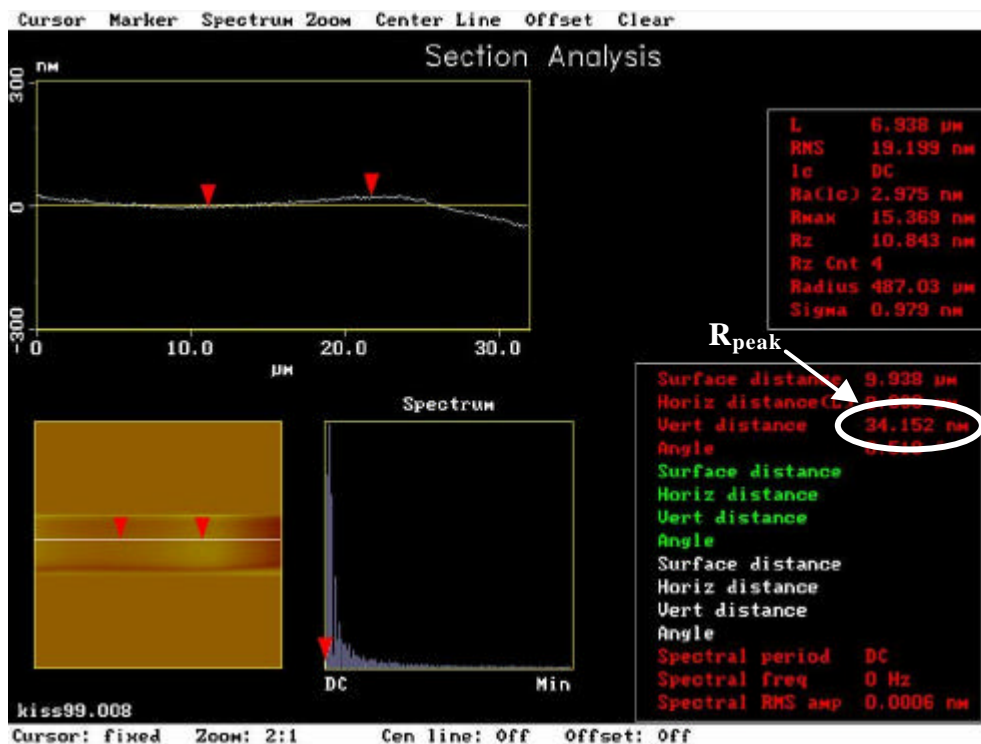 Cursor Marker Spectrum Zoom Center Line Offset Clear
Section Analysis
nm
300
0
-300
0 10.0 20.0 30.0
µm
L 6.938 µm
RMS 19.199 nm
lc DC
Ra(lc) 2.975 nm
Rmax 15.369 nm
Rz 10.843 nm
Rz Cnt 4
Radius 487.03 µm
Sigma 0.979 nm
Rpeak
Surface distance 9.938 µm
Horiz distance(L)
Vert distance 34.152 nm
Angle
Surface distance
Horiz distance
Vert distance
Angle
Surface distance
Horiz distance
Vert distance
Angle
Spectral period DC
Spectral freq 0 Hz
Spectral RMS amp 0.0006 nm
Spectrum
DC Min
kiss99.008
Cursor: fixed Zoom: 2:1 Cen line: Off Offset: Off